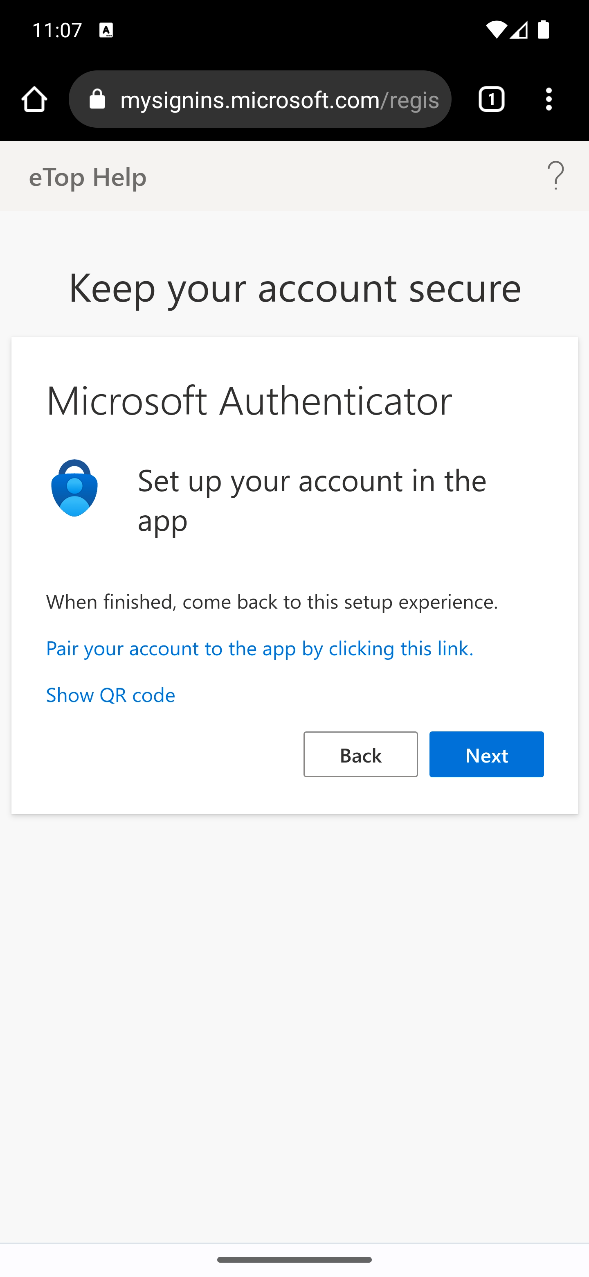 11:07 A
mysignins.microsoft.com/regis
1
eTop Help
?
Keep your account secure
Microsoft Authenticator
Set up your account in the
app
When finished, come back to this setup experience.
Pair your account to the app by clicking this link.
Show QR code
Back
Next